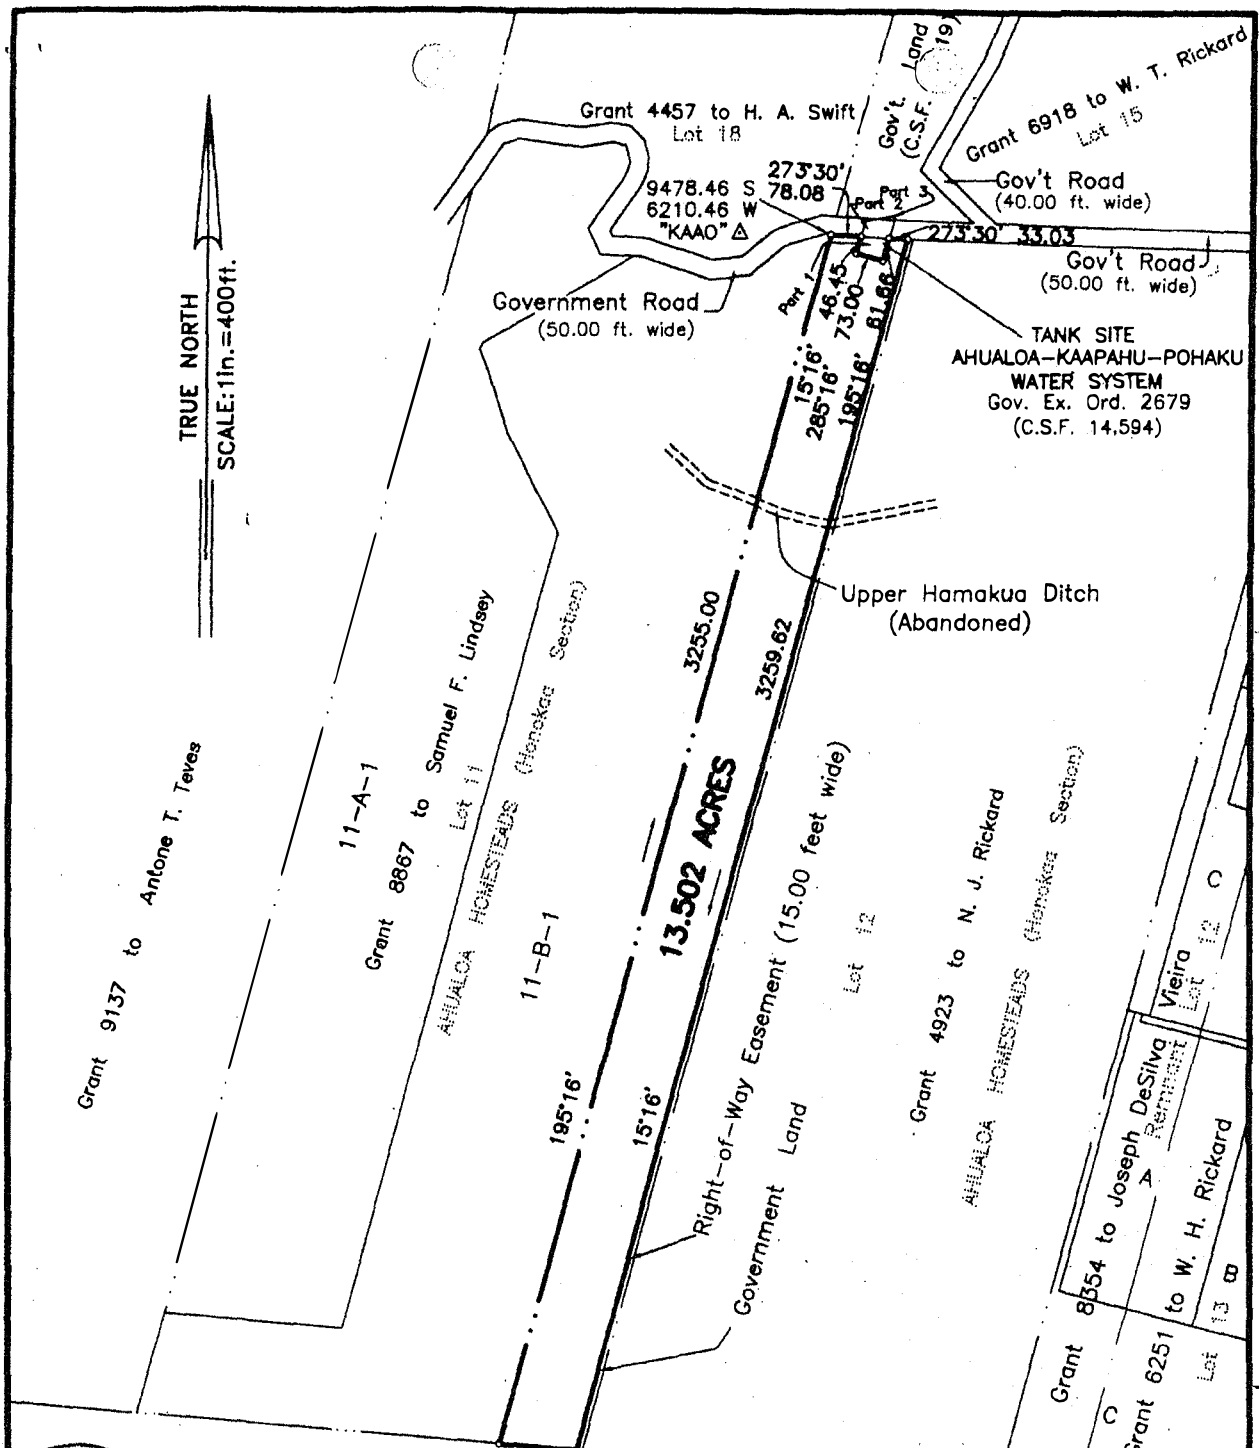 Grant 4457 to H. A. Swift
Lot 18
Gov't. Land
(C.S.F. 19)
Grant 6918 to W. T. Rickard
Lot 15
Gov't Road
(40.00 ft. wide)
273°30'
78.08
Part 3
Part 2
9478.46 S
6210.46 W
"KAAO"
273°30' 33.03
Gov't Road
(50.00 ft. wide)
Part 1
46.45
73.00
61.66
Government Road
(50.00 ft. wide)
TRUE NORTH
SCALE:1in.=400ft.
15°16'
285°16'
195°16'
TANK SITE
AHUALOA-KAAPAHU-POHAKU
WATER SYSTEM
Gov. Ex. Ord. 2679
(C.S.F. 14,594)
Upper Hamakua Ditch
(Abandoned)
3255.00
3259.62
13.502 ACRES
Grant 9137 to Antone T. Teves
11-A-1
Grant 8867 to Samuel F. Lindsey
Lot 11
AHUALOA HOMESTEADS (Honokaa Section)
11-B-1
195°16'
15°16'
Right-of-Way Easement (15.00 feet wide)
Government Land
Lot 12
Grant 4923 to N. J. Rickard
AHUALOA HOMESTEADS (Honokaa Section)
C
Vieira
Lot 12
Remnant
A
Grant 8354 to Joseph DeSilva
Grant 6251 to W. H. Rickard
Lot 13 B
C